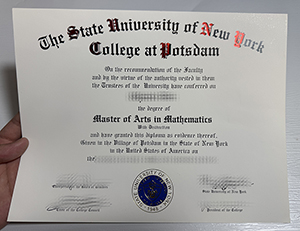 The State University of New York
College at Potsdam
On the recommendation of the Faculty
and by the virtue of the authority vested in them
the Trustees of the University have conferred on
the degree of
Master of Arts in Mathematics
With Distinction
and have granted this diploma as evidence thereof.
Given in the Village of Potsdam in the State of New York
in the United States of America on
the